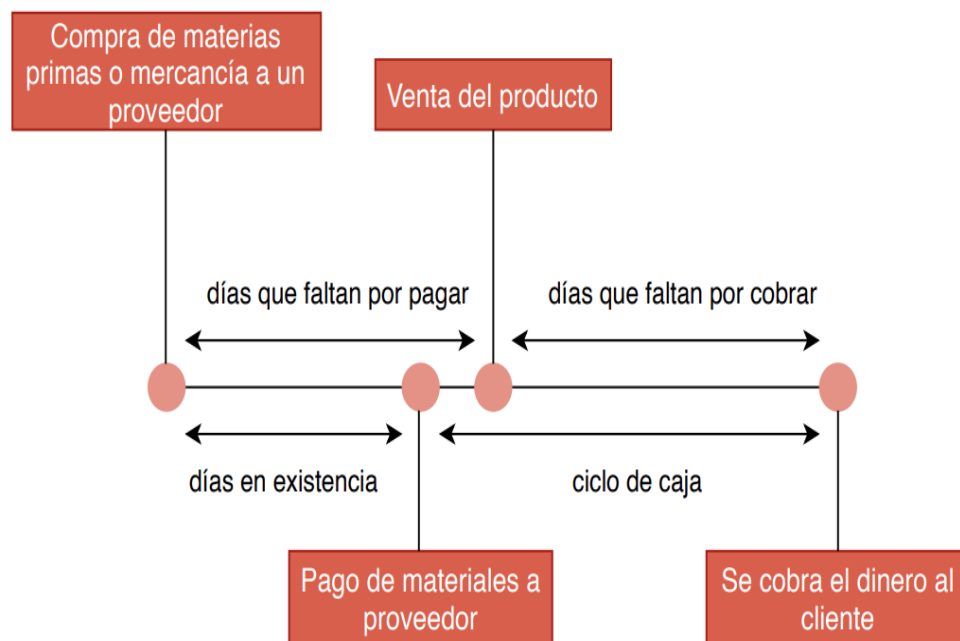 Compra de materias
primas o mercancía a un
proveedor
Venta del producto
días que faltan por pagar
días que faltan por cobrar
días en existencia
ciclo de caja
Pago de materiales a
proveedor
Se cobra el dinero al
cliente